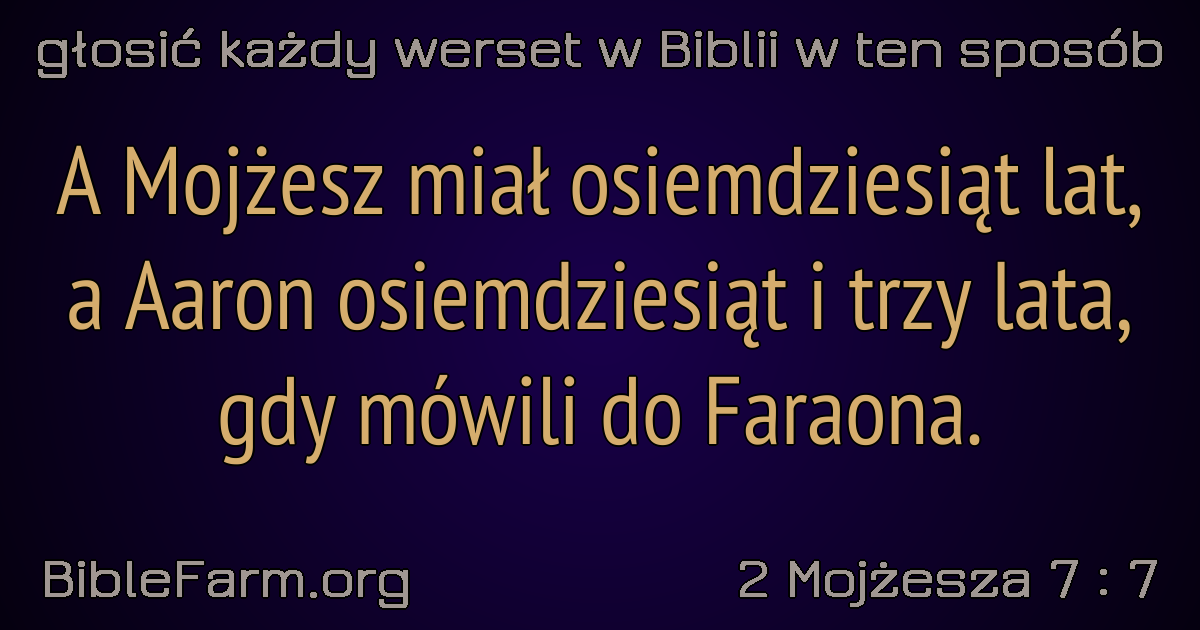 głosić każdy werset w Biblii w ten sposób
A Mojżesz miał osiemdziesiąt lat,
a Aaron osiemdziesiąt i trzy lata,
gdy mówili do Faraona.
BibleFarm.org
2 Mojżesza 7 : 7